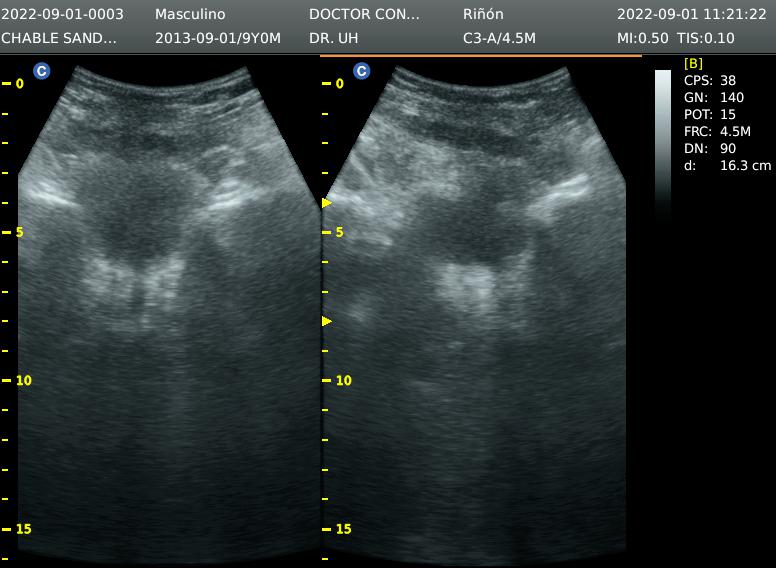 2022-09-01-0003 Masculino DOCTOR CON... Riñón 2022-09-01 11:21:22
CHABLE SAND... 2013-09-01/9Y0M DR. UH C3-A/4.5M MI:0.50 TIS:0.10
C C
[B]
CPS: 38
GN: 140
POT: 15
FRC: 4.5M
DN: 90
d: 16.3 cm
0 0
5 5
10 10
15 15